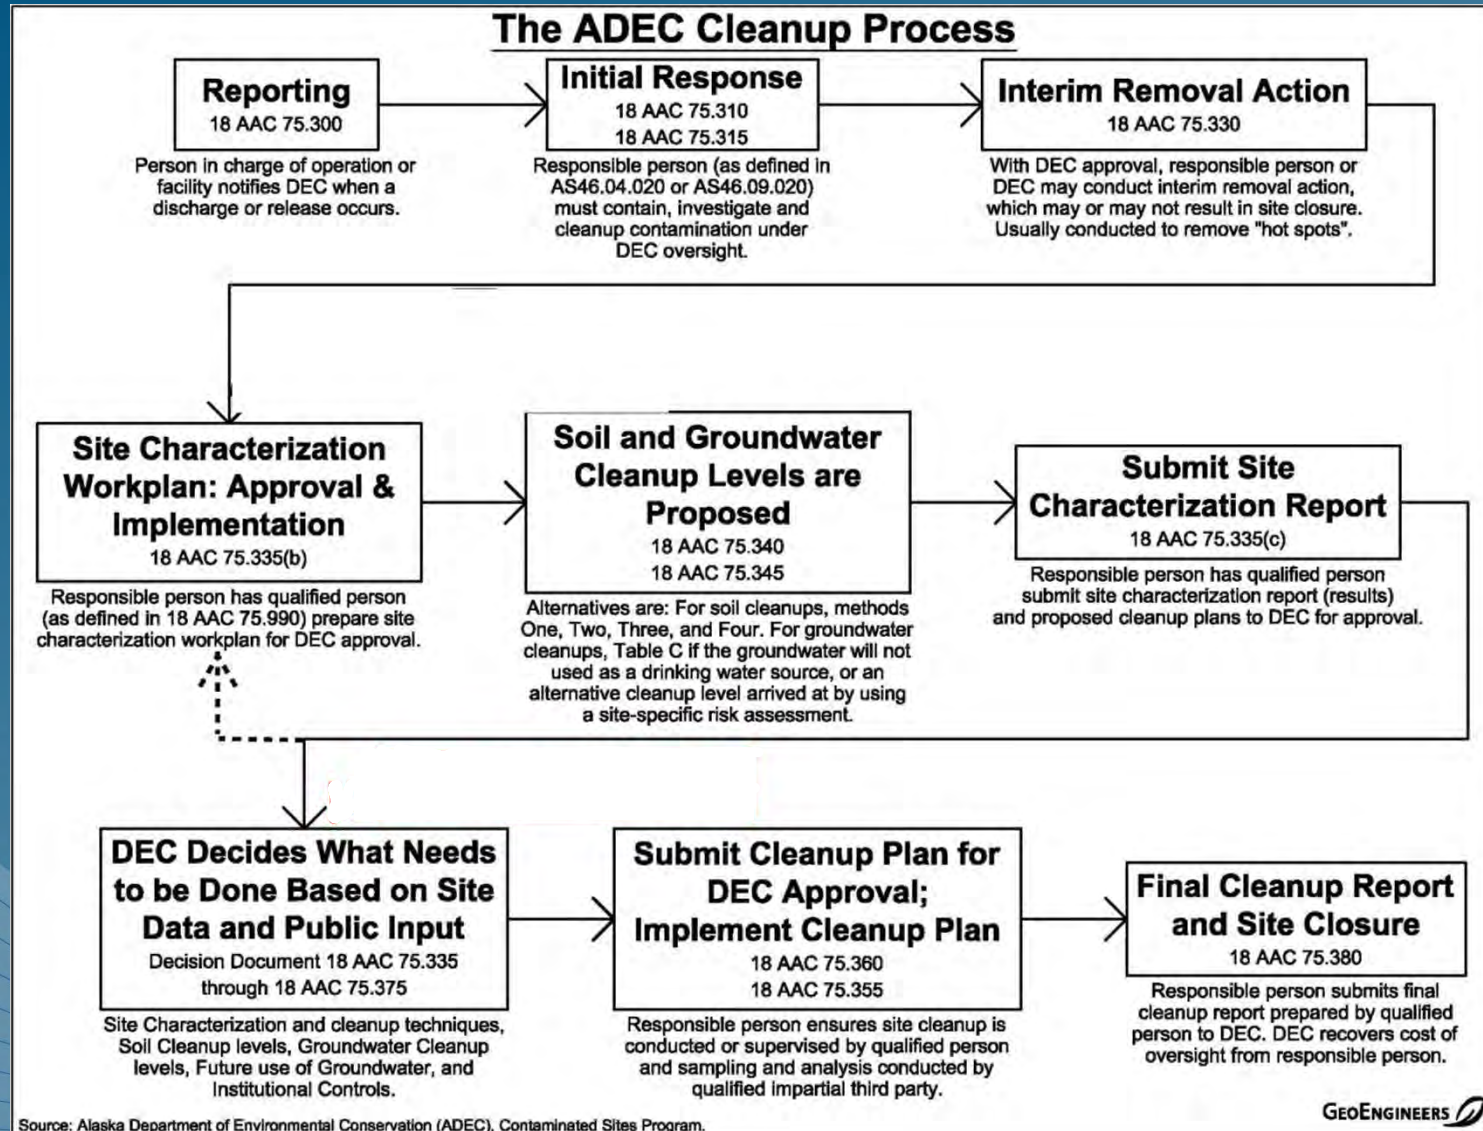 The ADEC Cleanup Process
Reporting
18 AAC 75.300
Person in charge of operation or
facility notifies DEC when a
discharge or release occurs.
Initial Response
18 AAC 75.310
18 AAC 75.315
Responsible person (as defined in
AS46.04.020 or AS46.09.020)
must contain, investigate and
cleanup contamination under
DEC oversight.
Interim Removal Action
18 AAC 75.330
With DEC approval, responsible person or
DEC may conduct interim removal action,
which may or may not result in site closure.
Usually conducted to remove "hot spots".
Site Characterization
Workplan: Approval &
Implementation
18 AAC 75.335(b)
Responsible person has qualified person
(as defined in 18 AAC 75.990) prepare site
characterization workplan for DEC approval.
Soil and Groundwater
Cleanup Levels are
Proposed
18 AAC 75.340
18 AAC 75.345
Alternatives are: For soil cleanups, methods
One, Two, Three, and Four. For groundwater
cleanups, Table C if the groundwater will not
used as a drinking water source, or an
alternative cleanup level arrived at by using
a site-specific risk assessment.
Submit Site
Characterization Report
18 AAC 75.335(c)
Responsible person has qualified person
submit site characterization report (results)
and proposed cleanup plans to DEC for approval.
DEC Decides What Needs
to be Done Based on Site
Data and Public Input
Decision Document 18 AAC 75.335
through 18 AAC 75.375
Site Characterization and cleanup techniques,
Soil Cleanup levels, Groundwater Cleanup
levels, Future use of Groundwater, and
Institutional Controls.
Submit Cleanup Plan for
DEC Approval;
Implement Cleanup Plan
18 AAC 75.360
18 AAC 75.355
Responsible person ensures site cleanup is
conducted or supervised by qualified person
and sampling and analysis conducted by
qualified impartial third party.
Final Cleanup Report
and Site Closure
18 AAC 75.380
Responsible person submits final
cleanup report prepared by qualified
person to DEC. DEC recovers cost of
oversight from responsible person.
Source: Alaska Department of Environmental Conservation (ADEC), Contaminated Sites Program.
GEOENGINEERS